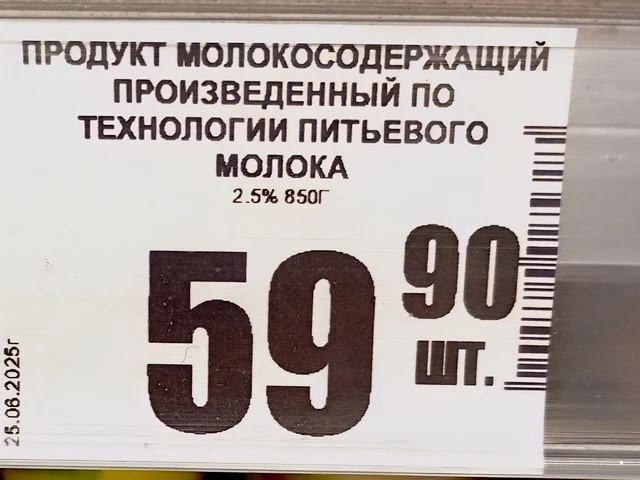 ПРОДУКТ МОЛОКОСОДЕРЖАЩИЙ
ПРОИЗВЕДЕННЫЙ ПО
ТЕХНОЛОГИИ ПИТЬЕВОГО
МОЛОКА
2.5% 850Г
59 90
ШТ.
25.06.2025г